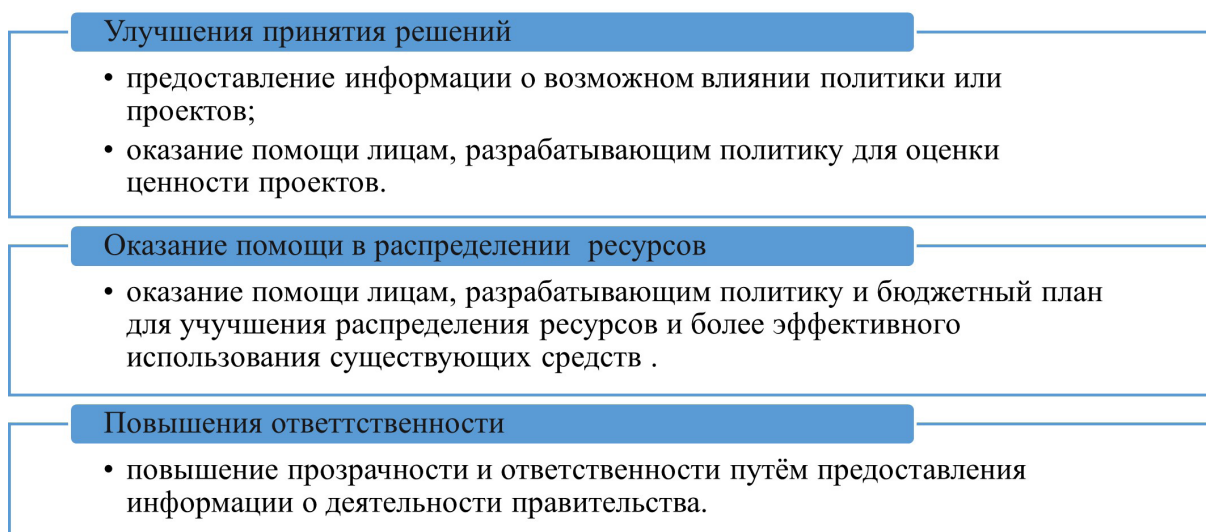 Улучшения принятия решений
• предоставление информации о возможном влиянии политики или
проектов;
• оказание помощи лицам, разрабатывающим политику для оценки
ценности проектов.
Оказание помощи в распределении ресурсов
• оказание помощи лицам, разрабатывающим политику и бюджетный план
для учучшения распределения ресурсов и более эффективного
использования существующих средств .
Повышения ответтственности
• повышение прозрачности и ответственности путём предоставления
информации о деятельности правительства.